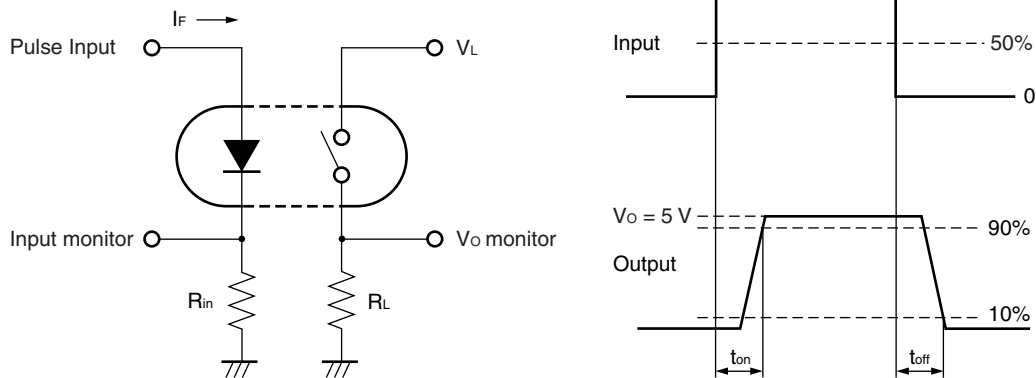 IF
Pulse Input
VL
Input monitor
VO monitor
Rin
RL
Input
50%
0
VO = 5 V
90%
Output
10%
ton
toff